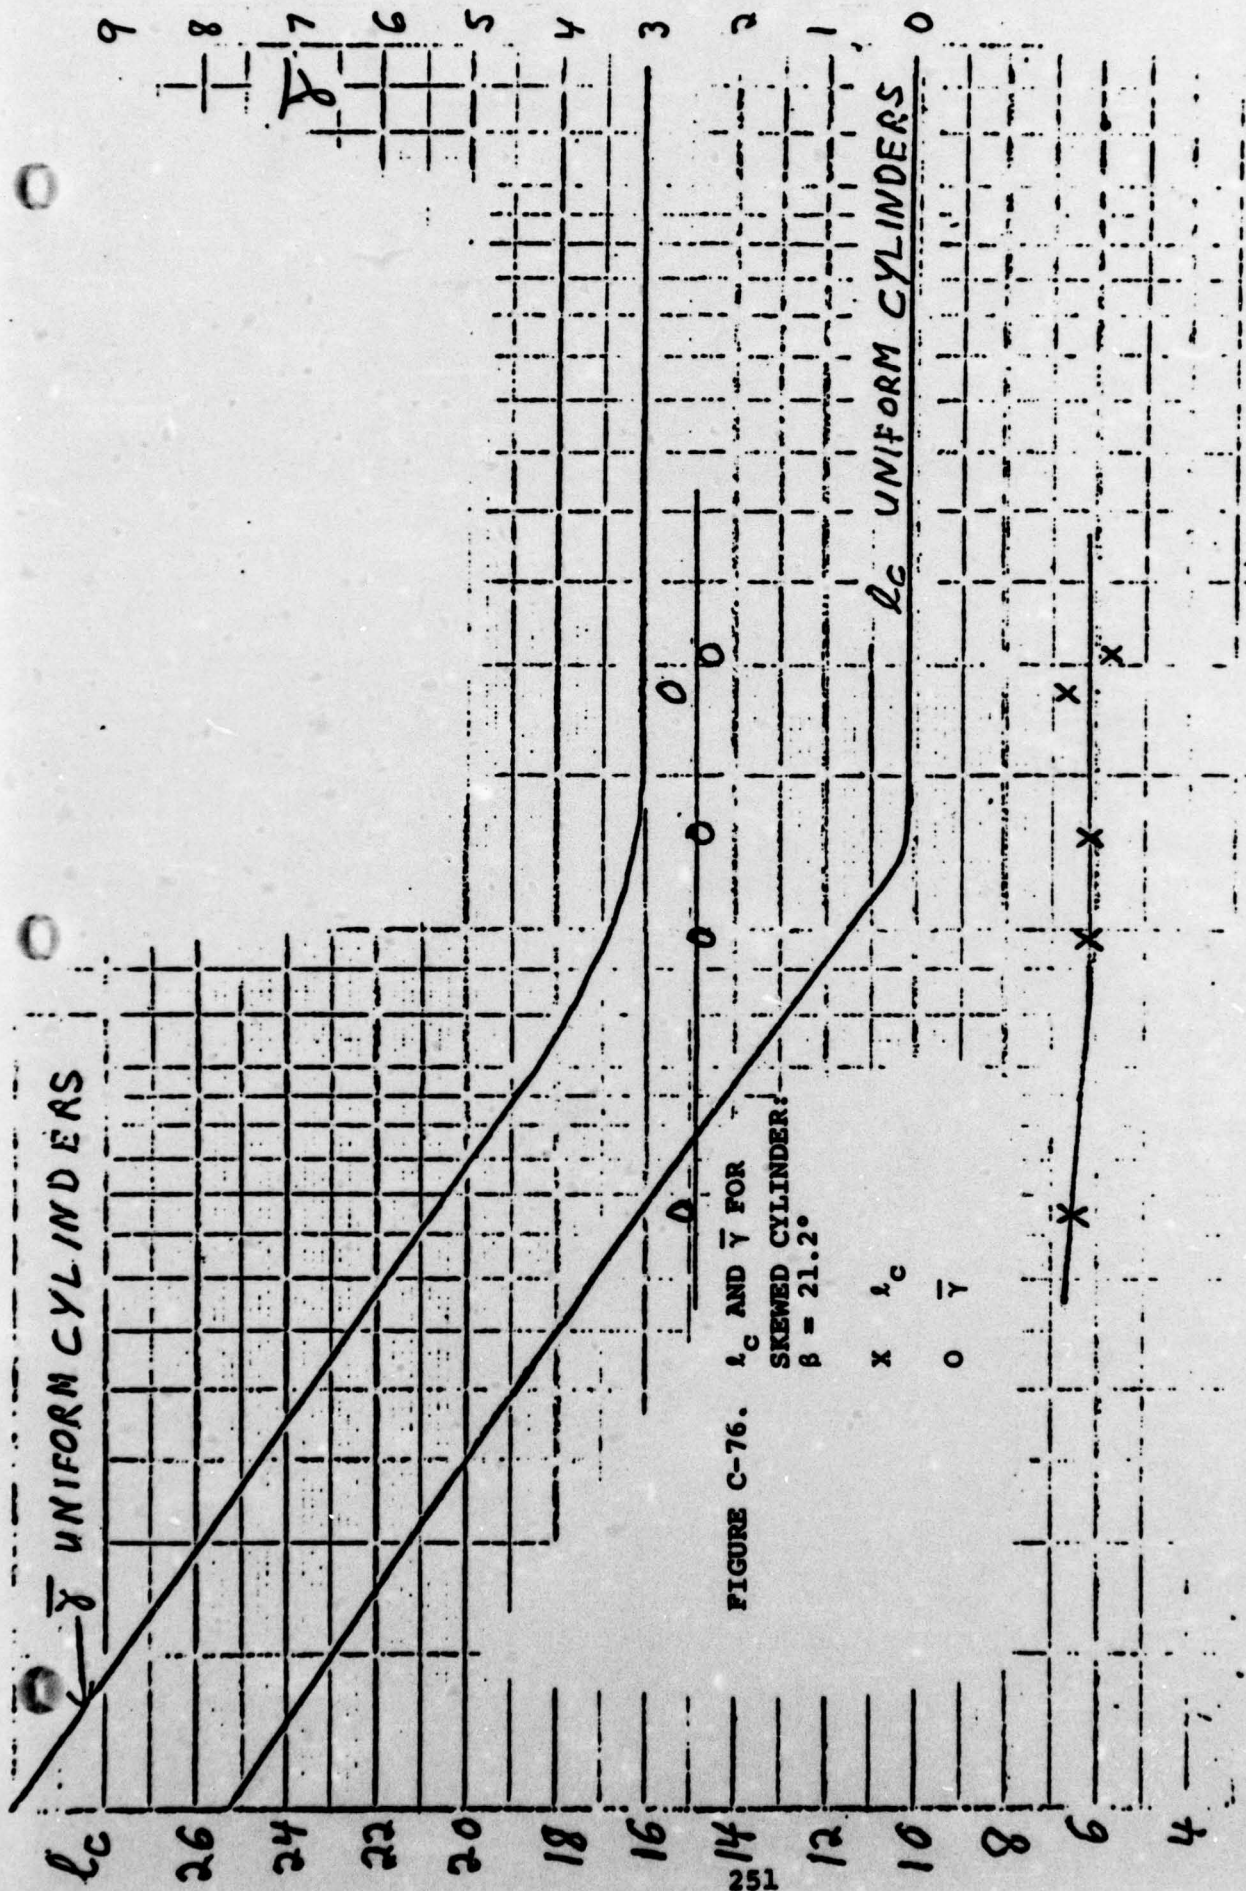 γ̄ UNIFORM CYLINDERS
ℓc
26
24
22
20
18
16
14
12
10
8
6
4
9
8
7
6
5
4
3
2
1
0
γ̄
ℓc UNIFORM CYLINDERS
FIGURE C-76. ℓc AND γ̄ FOR
SKEWED CYLINDER:
β = 21.2°
X ℓc
O γ̄
251